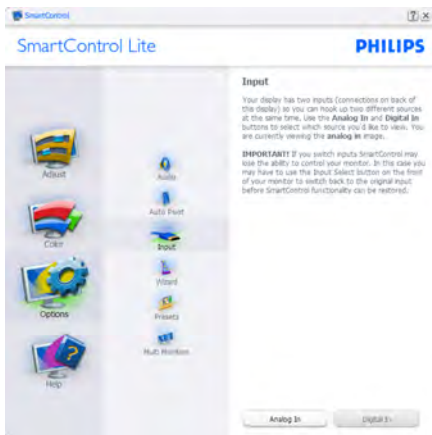 SmartControl
SmartControl Lite
PHILIPS
Adjust
Color
Options
Help
Audio
Auto Pivot
Input
Wizard
Presets
Multi Monitors
Input
Your display has two inputs (connections on back of
the display) so you can hook up two different sources
at the same time. Use the Analog In and Digital In
buttons to select which source you'd like to view. You
are currently viewing the analog in image.
IMPORTANT! If you switch inputs SmartControl may
lose the ability to control your monitor. In this case you
may have to use the Input Select button on the front
of your monitor to switch back to the original input
before SmartControl functionality can be restored.
Analog In
Digital In